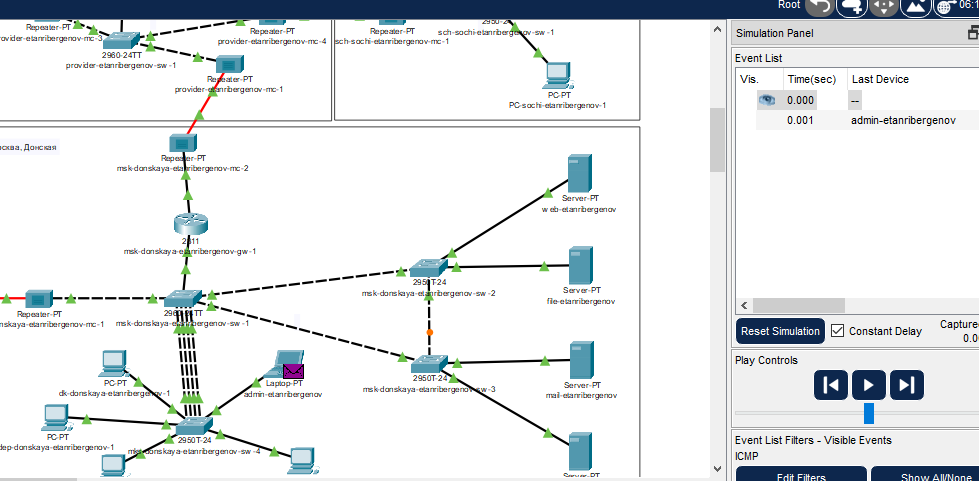 Root
06:1
Repeater-PT
rovider-etanribergenov-mc-3
2960-24TT
provider-etanribergenov-sw-1
Repeater-PT
provider-etanribergenov-mc-4
Repeater-PT
sch-sochi-etanribergenov-mc-1
2950-24
sch-sochi-etanribergenov-sw-1
Repeater-PT
provider-etanribergenov-mc-1
PC-PT
PC-sochi-etanribergenov-1
сква, Донская
Repeater-PT
msk-donskaya-etanribergenov-mc-2
2811
msk-donskaya-etanribergenov-gw-1
Server-PT
web-etanribergenov
2950T-24
msk-donskaya-etanribergenov-sw-2
Server-PT
file-etanribergenov
Repeater-PT
nskaya-etanribergenov-mc-1
2960-24TT
msk-donskaya-etanribergenov-sw-1
2950T-24
msk-donskaya-etanribergenov-sw-3
Server-PT
mail-etanribergenov
PC-PT
dk-donskaya-etanribergenov-1
Laptop-PT
admin-etanribergenov
PC-PT
dep-donskaya-etanribergenov-1
2950T-24
msk-donskaya-etanribergenov-sw-4
Server-PT
Simulation Panel
Event List
Vis. Time(sec) Last Device
0.000 --
0.001 admin-etanribergenov
Reset Simulation
Constant Delay
Captured
0.0
Play Controls
Event List Filters - Visible Events
ICMP
Edit Filters
Show All/None